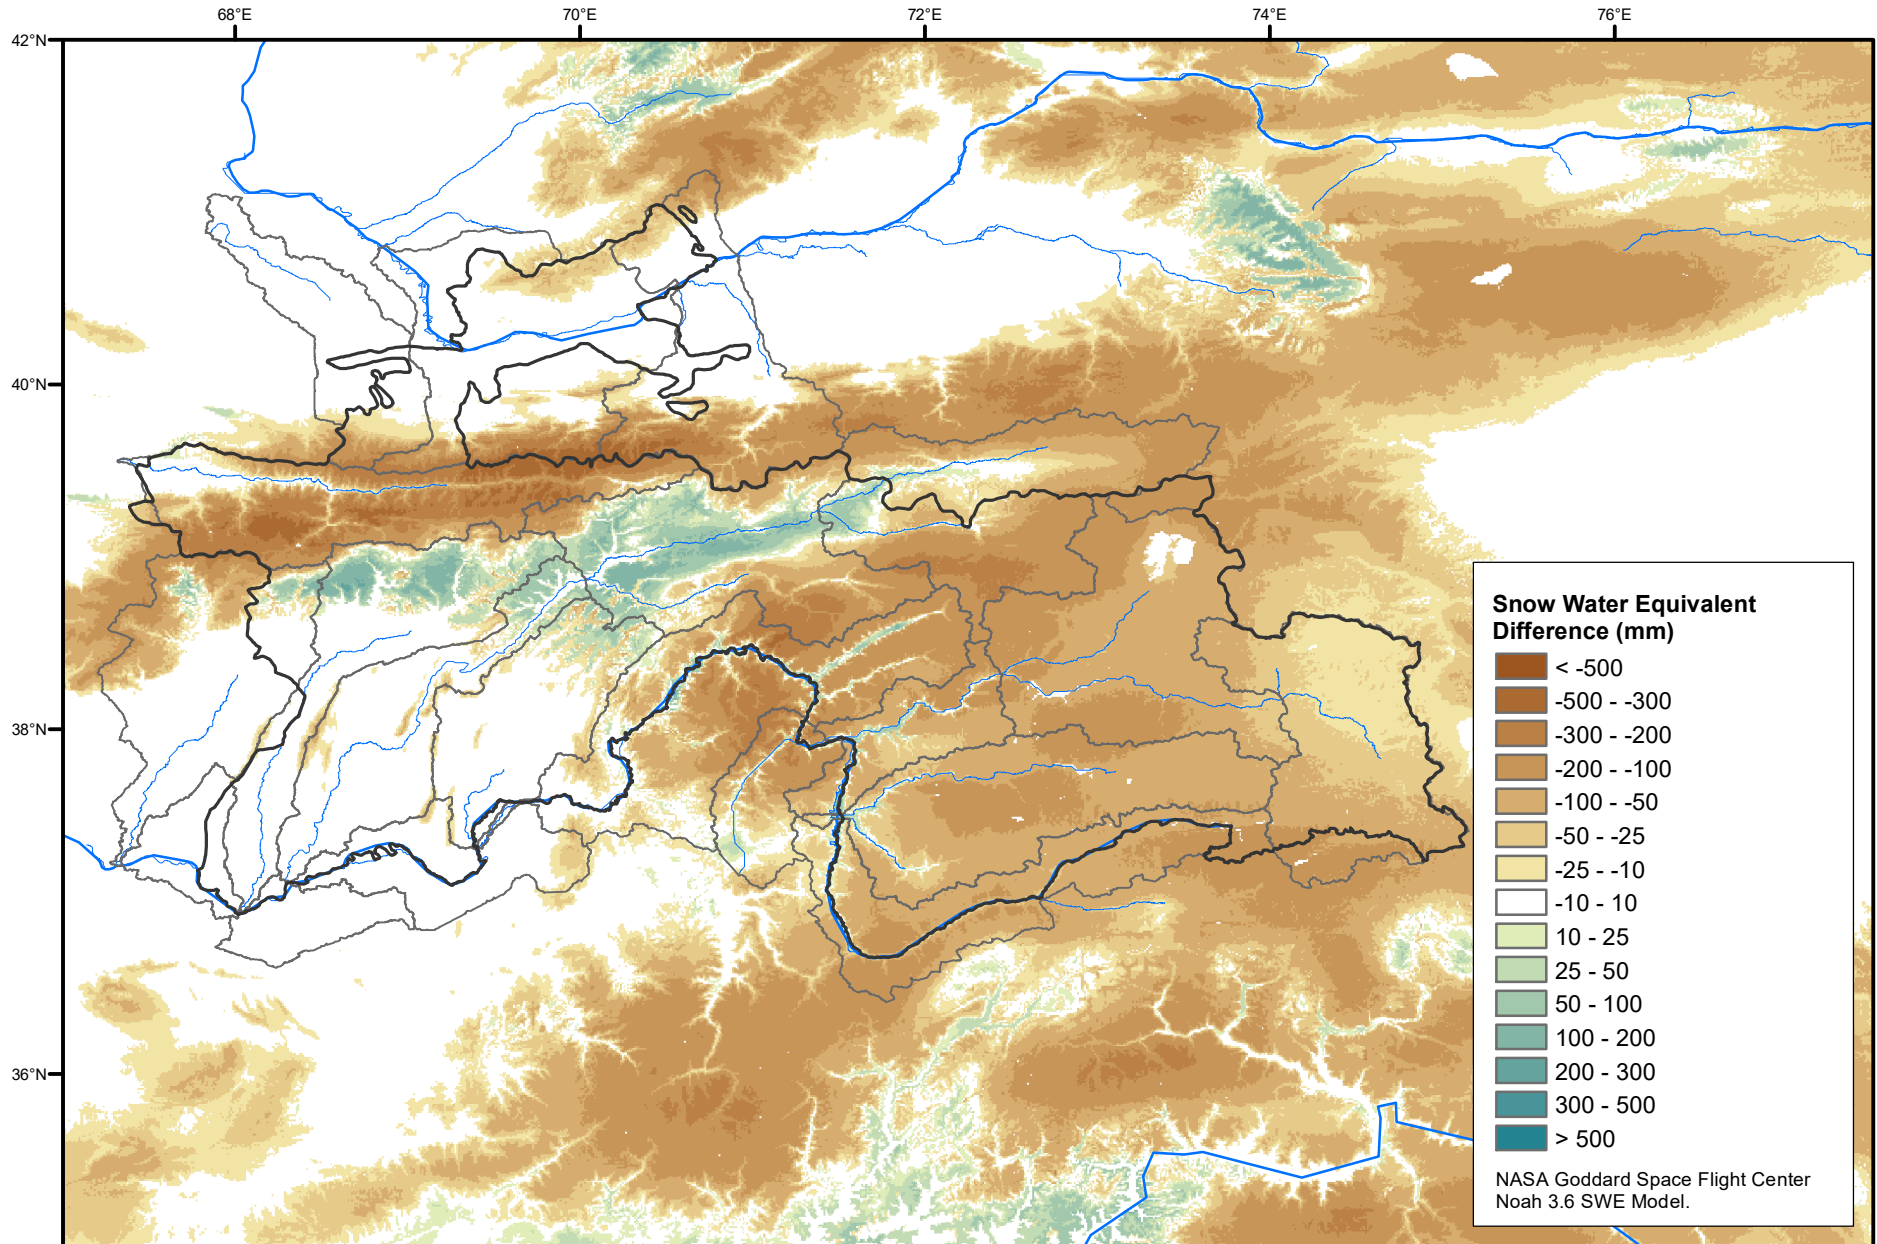 68°E
70°E
72°E
74°E
76°E
42°N
40°N
38°N
36°N
Snow Water Equivalent
Difference (mm)
< -500
-500 - -300
-300 - -200
-200 - -100
-100 - -50
-50 - -25
-25 - -10
-10 - 10
10 - 25
25 - 50
50 - 100
100 - 200
200 - 300
300 - 500
> 500
NASA Goddard Space Flight Center
Noah 3.6 SWE Model.